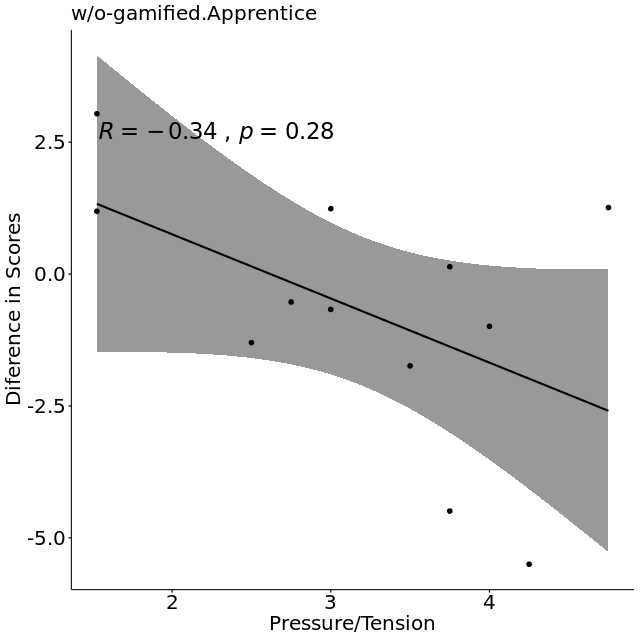 w/o-gamified.Apprentice
R = −0.34 , p = 0.28
2.5
0.0
-2.5
-5.0
Diference in Scores
2 3 4
Pressure/Tension